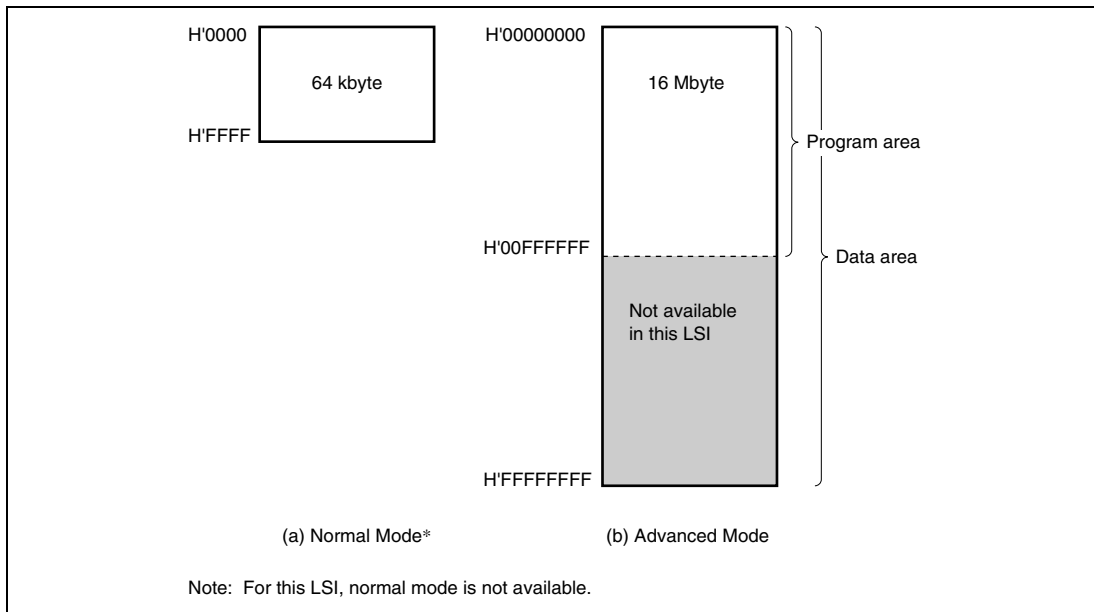 H'0000
64 kbyte
H'FFFF
(a) Normal Mode*
H'00000000
16 Mbyte
Program area
H'00FFFFFF
Data area
Not available
in this LSI
H'FFFFFFFF
(b) Advanced Mode
Note: For this LSI, normal mode is not available.